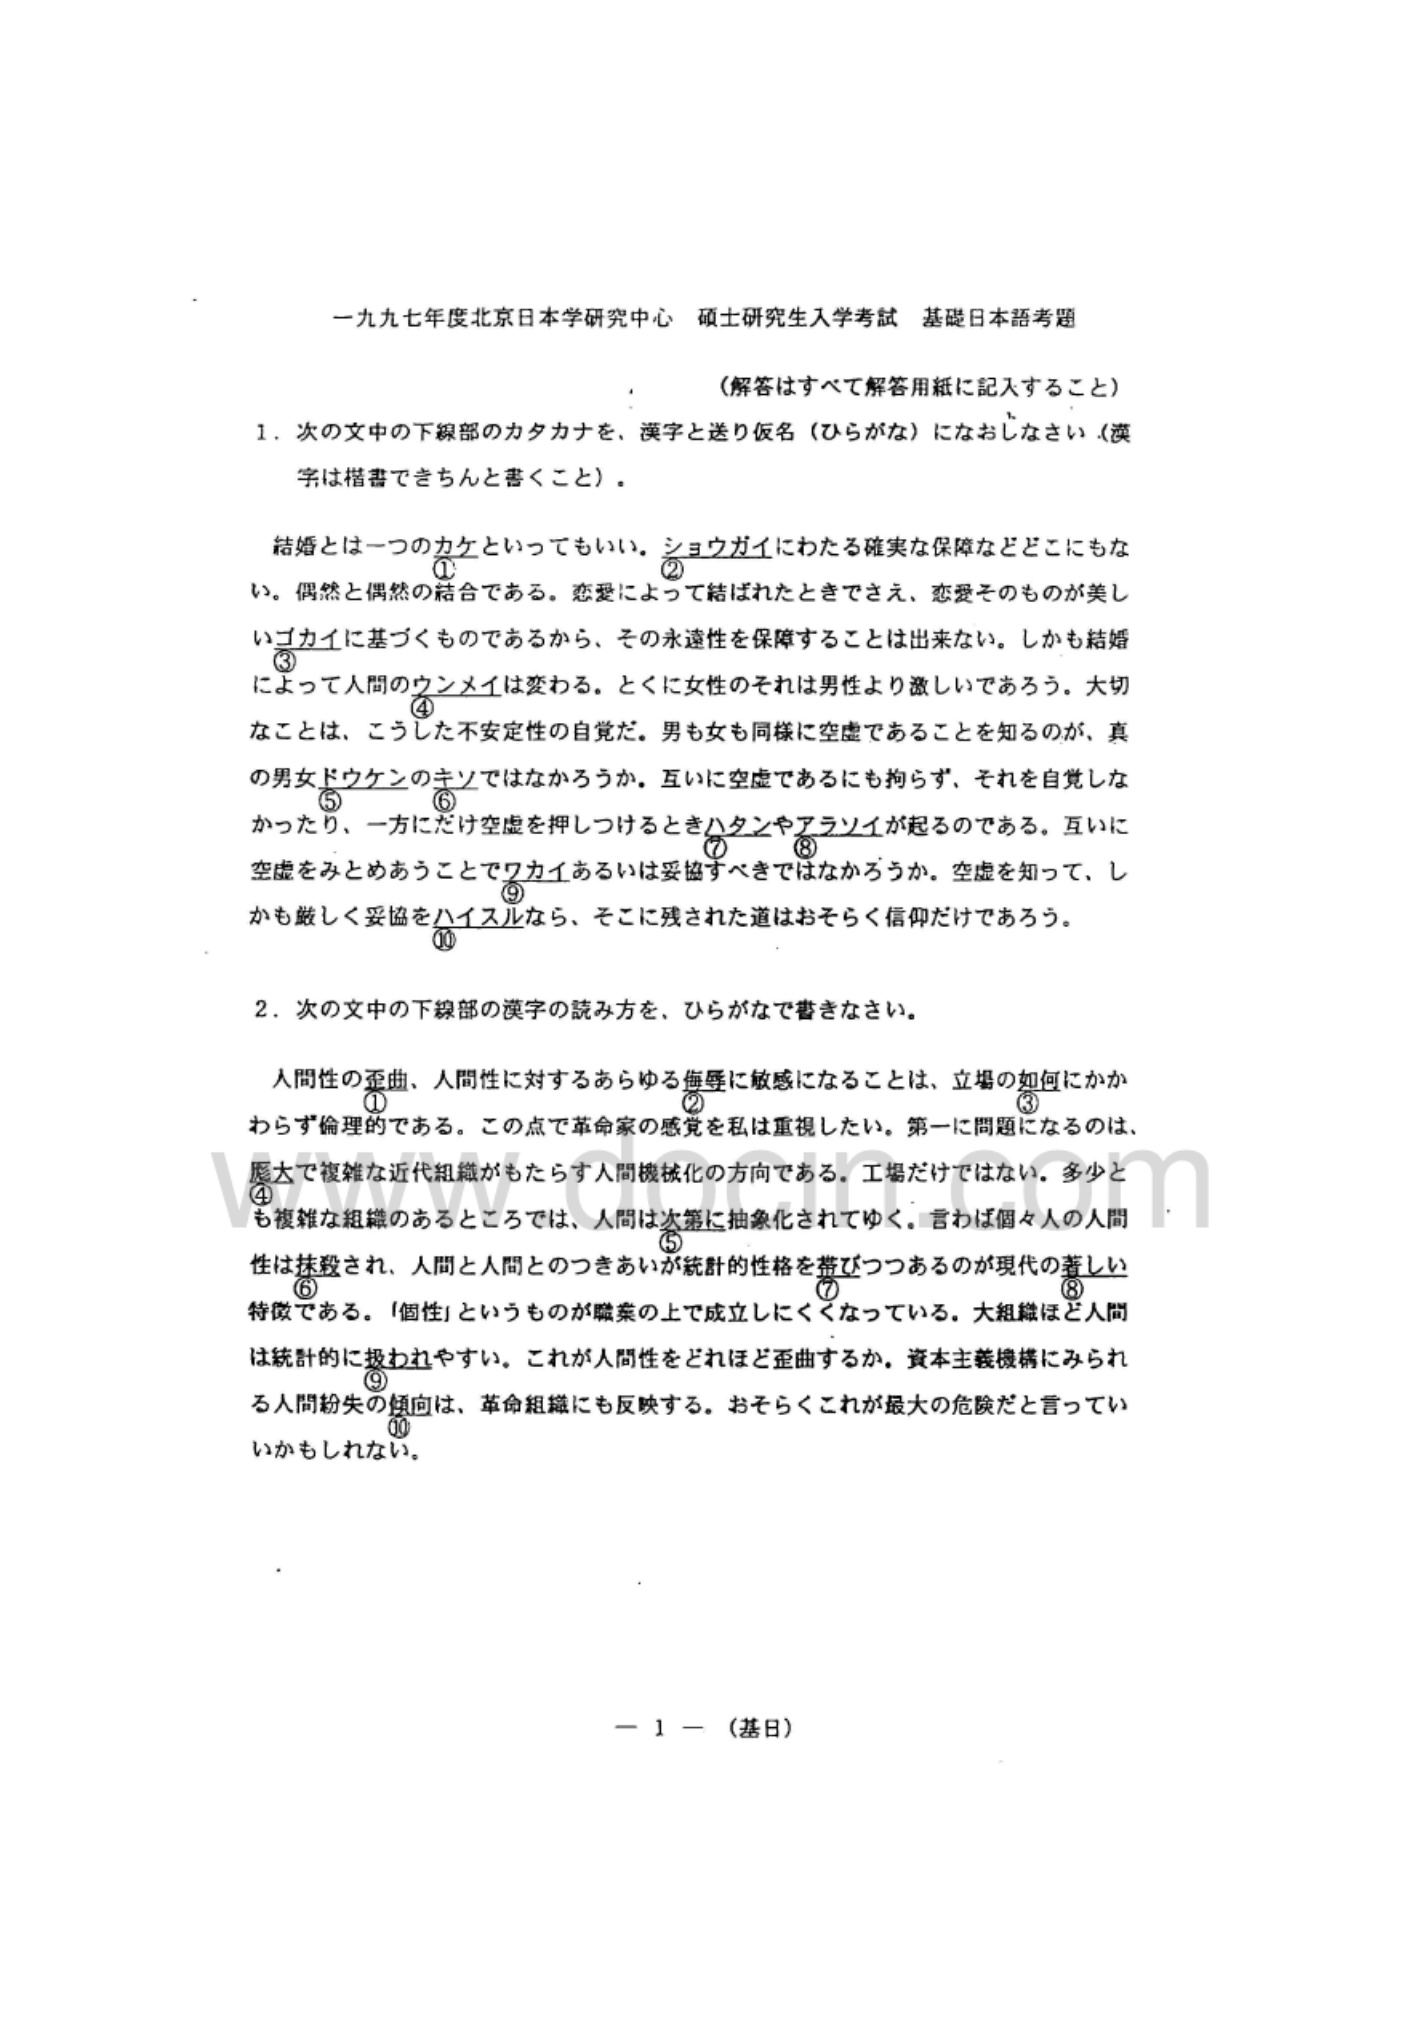 一九九七年度北京日本学研究中心　碩士研究生入学考試　基礎日本語考題
（解答はすべて解答用紙に記入すること）
1．次の文中の下線部のカタカナを、漢字と送り仮名（ひらがな）になおしなさい（漢
字は楷書できちんと書くこと）。
結婚とは一つのカケといってもいい。ショウガイにわたる確実な保障などどこにもな
① ②
い。偶然と偶然の結合である。恋愛によって結ばれたときでさえ、恋愛そのものが美し
いゴカイに基づくものであるから、その永遠性を保障することは出来ない。しかも結婚
③
によって人間のウンメイは変わる。とくに女性のそれは男性より激しいであろう。大切
④
なことは、こうした不安定性の自覚だ。男も女も同様に空虚であることを知るのが、真
の男女ドウケンのキソではなかろうか。互いに空虚であるにも拘らず、それを自覚しな
⑤ ⑥
かったり、一方にだけ空虚を押しつけるときハタンやアラソイが起るのである。互いに
⑦ ⑧
空虚をみとめあうことでワカイあるいは妥協すべきではなかろうか。空虚を知って、し
⑨
かも厳しく妥協をハイスルなら、そこに残された道はおそらく信仰だけであろう。
⑩
2．次の文中の下線部の漢字の読み方を、ひらがなで書きなさい。
人間性の歪曲、人間性に対するあらゆる侮辱に敏感になることは、立場の如何にかか
① ② ③
わらず倫理的である。この点で革命家の感覚を私は重視したい。第一に問題になるのは、
厖大で複雑な近代組織がもたらす人間機械化の方向である。工場だけではない。多少と
④
も複雑な組織のあるところでは、人間は次第に抽象化されてゆく。言わば個々人の人間
⑤
性は抹殺され、人間と人間とのつきあいが統計的性格を帯びつつあるのが現代の著しい
⑥ ⑦ ⑧
特徴である。「個性」というものが職業の上で成立しにくくなっている。大組織ほど人間
は統計的に扱われやすい。これが人間性をどれほど歪曲するか。資本主義機構にみられ
⑨
る人間紛失の傾向は、革命組織にも反映する。おそらくこれが最大の危険だと言ってい
⑩
いかもしれない。
www.docin.com
― 1 ― （基日）